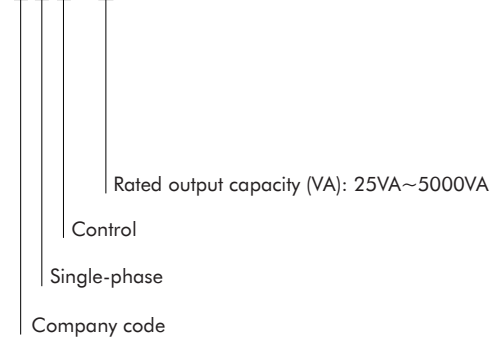 Rated output capacity (VA): 25VA~5000VA
Control
Single-phase
Company code